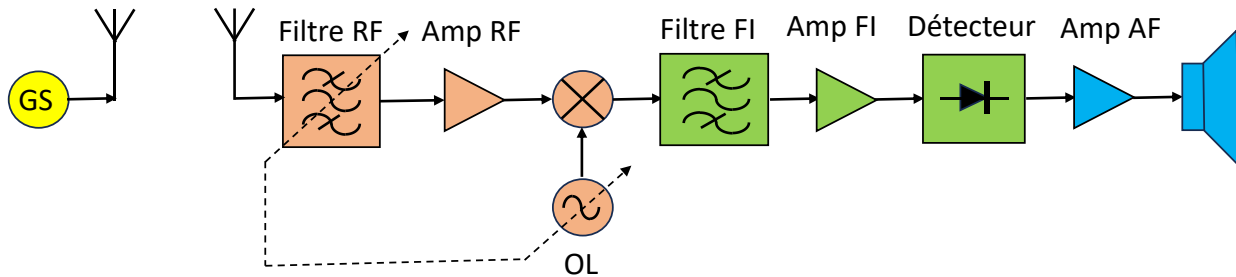 Filtre RF
Amp RF
Filtre FI
Amp FI
Détecteur
Amp AF
GS
OL